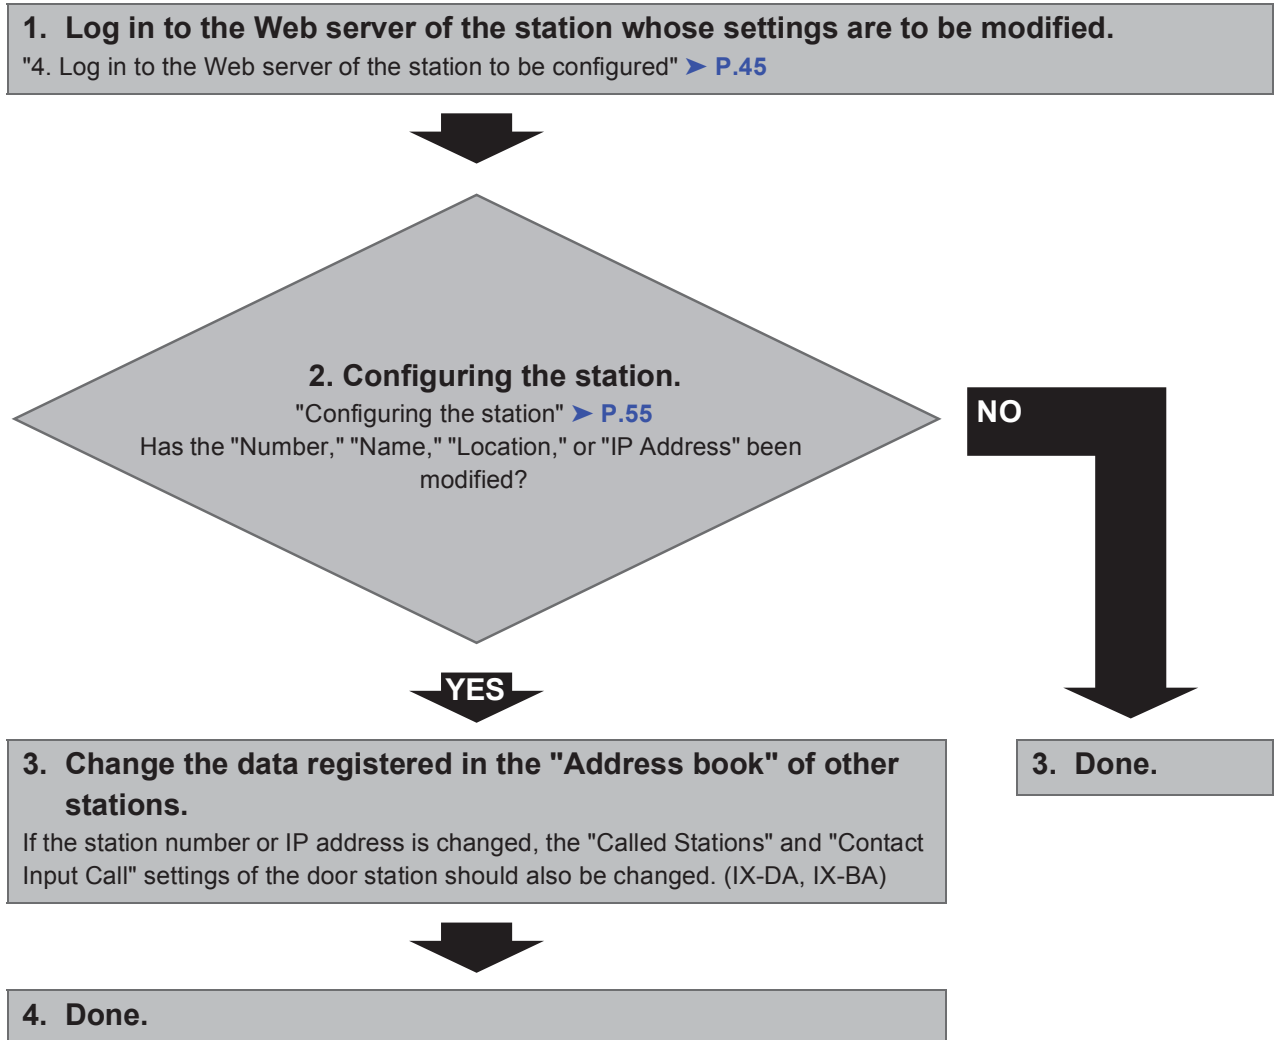 1. Log in to the Web server of the station whose settings are to be modified.
"4. Log in to the Web server of the station to be configured" ➤ P.45
2. Configuring the station.
"Configuring the station" ➤ P.55
Has the "Number," "Name," "Location," or "IP Address" been
modified?
NO
YES
3. Change the data registered in the "Address book" of other
stations.
If the station number or IP address is changed, the "Called Stations" and "Contact
Input Call" settings of the door station should also be changed. (IX-DA, IX-BA)
3. Done.
4. Done.